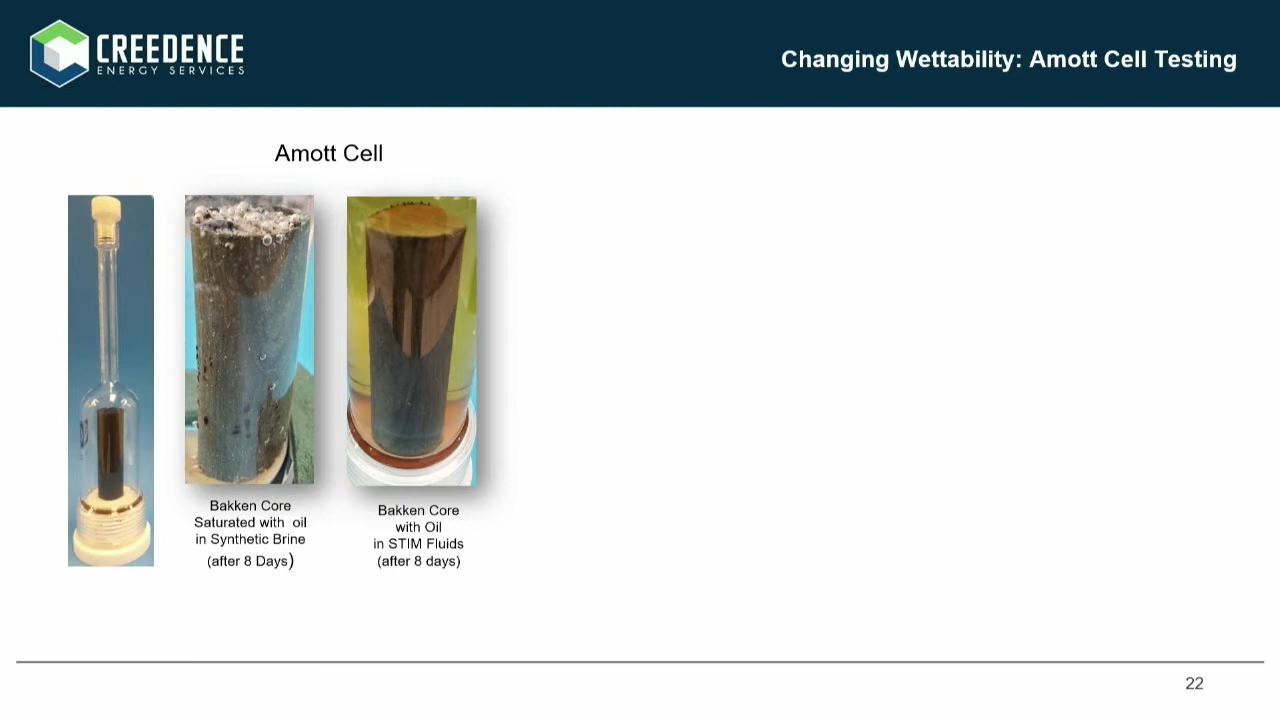 CREEDENCE
ENERGY SERVICES
Changing Wettability: Amott Cell Testing
Amott Cell
Bakken Core
Saturated with  oil
in Synthetic Brine
(after 8 Days)
Bakken Core
with Oil
in STIM Fluids
(after 8 days)
22